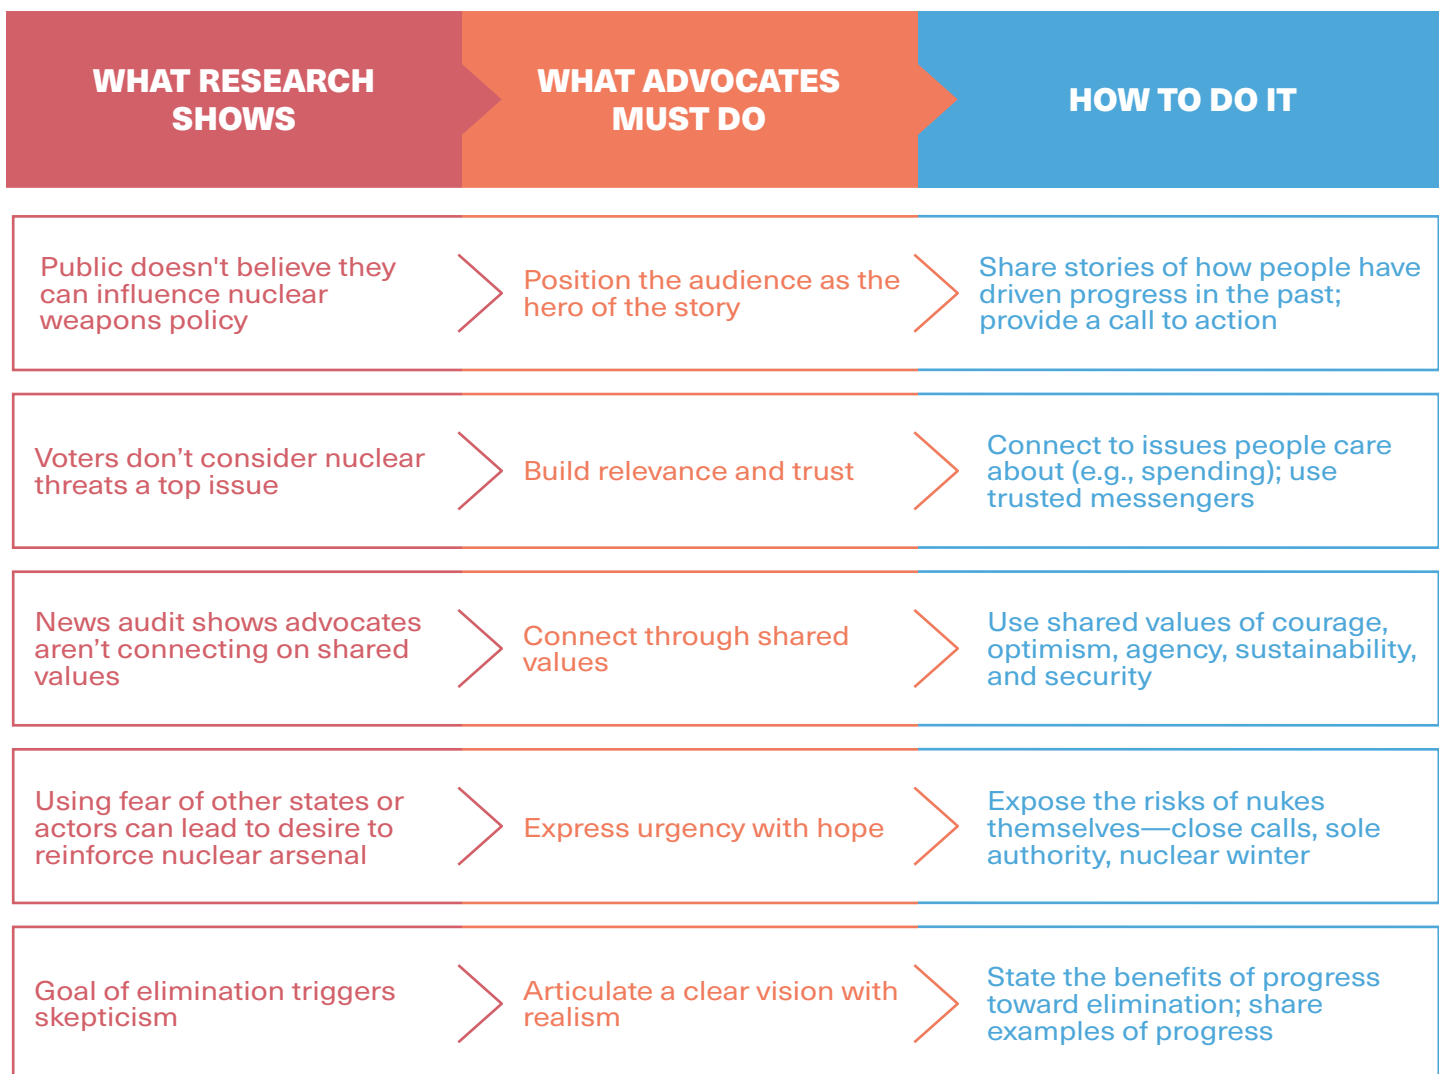 WHAT RESEARCH
SHOWS
WHAT ADVOCATES
MUST DO
HOW TO DO IT
Public doesn't believe they
can influence nuclear
weapons policy
Position the audience as the
hero of the story
Share stories of how people have
driven progress in the past;
provide a call to action
Voters don’t consider nuclear
threats a top issue
Build relevance and trust
Connect to issues people care
about (e.g., spending); use
trusted messengers
News audit shows advocates
aren’t connecting on shared
values
Connect through shared
values
Use shared values of courage,
optimism, agency, sustainability,
and security
Using fear of other states or
actors can lead to desire to
reinforce nuclear arsenal
Express urgency with hope
Expose the risks of nukes
themselves—close calls, sole
authority, nuclear winter
Goal of elimination triggers
skepticism
Articulate a clear vision with
realism
State the benefits of progress
toward elimination; share
examples of progress